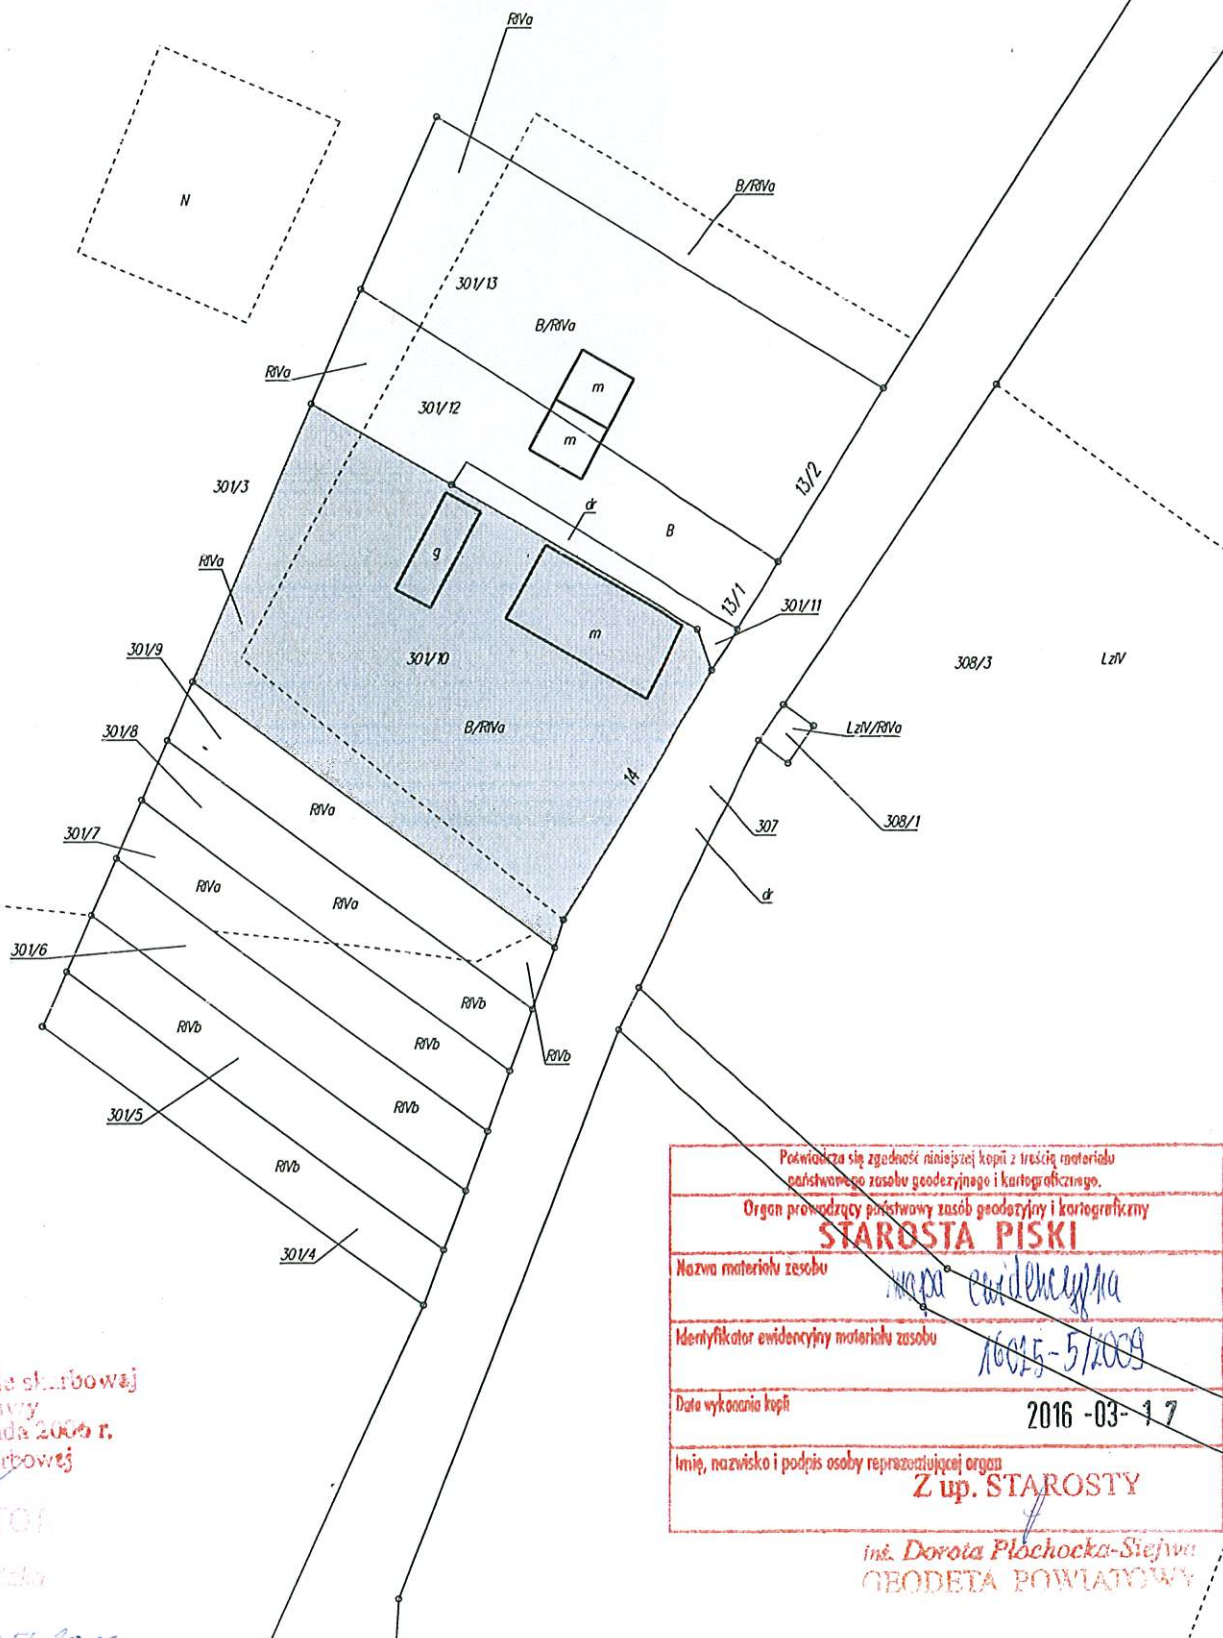 RIVa
B/RIVa
N
301/13
B/RIVa
RIVa
m
301/12
m
13/2
301/3
dr
B
g
RIVa
13/1
301/11
m
301/9
301/10
308/3
LzIV
301/8
B/RIVa
LzIV/RIVa
14
RIVa
307
308/1
301/7
RIVa
RIVa
dr
301/6
RIVb
RIVb
RIVb
RIVb
301/5
RIVb
RIVb
301/4
Poświadcza się zgodność niniejszej kopii z treścią materiału
państwowego zasobu geodezyjnego i kartograficznego.
Organ prowadzący państwowy zasób geodezyjny i kartograficzny
STAROSTA PISKI
Nazwa materiału zasobu
mapa ewidencyjna
Identyfikator ewidencyjny materiału zasobu
16025-5/2009
Data wykonania kopii
2016 -03- 17
Imię, nazwisko i podpis osoby reprezentującej organ
Z up. STAROSTY
inż. Dorota Płochocka-Siejwa
GEODETA POWIATOWY
2006 r.